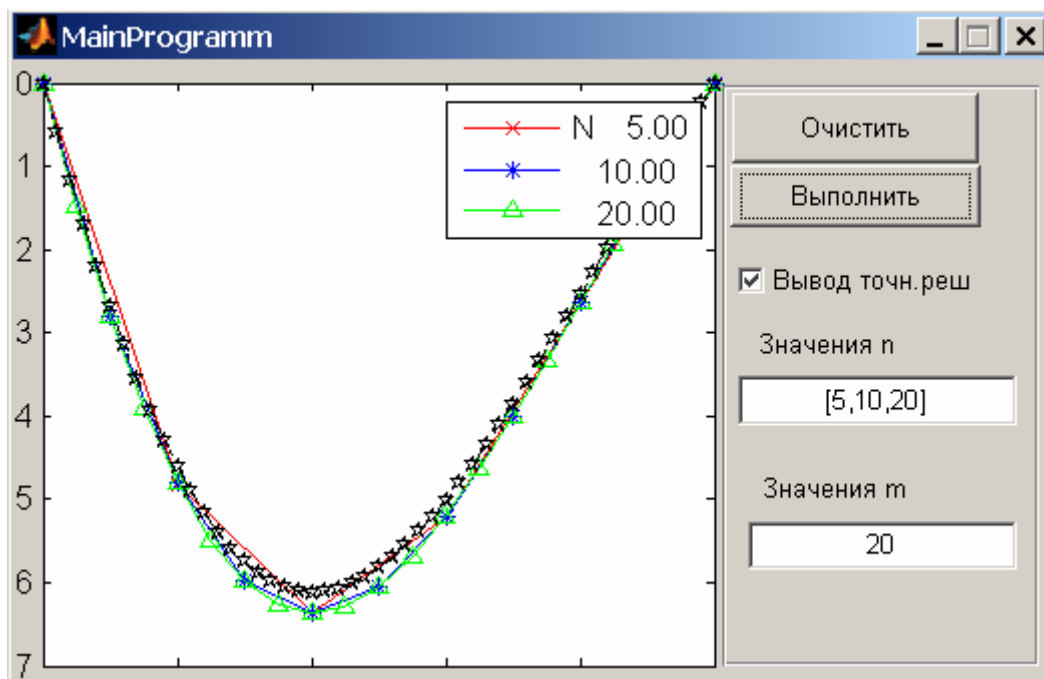 MainProgramm
0
1
2
3
4
5
6
7
N 5.00
10.00
20.00
Очистить
Выполнить
Вывод точн.реш
Значения n
[5,10,20]
Значения m
20